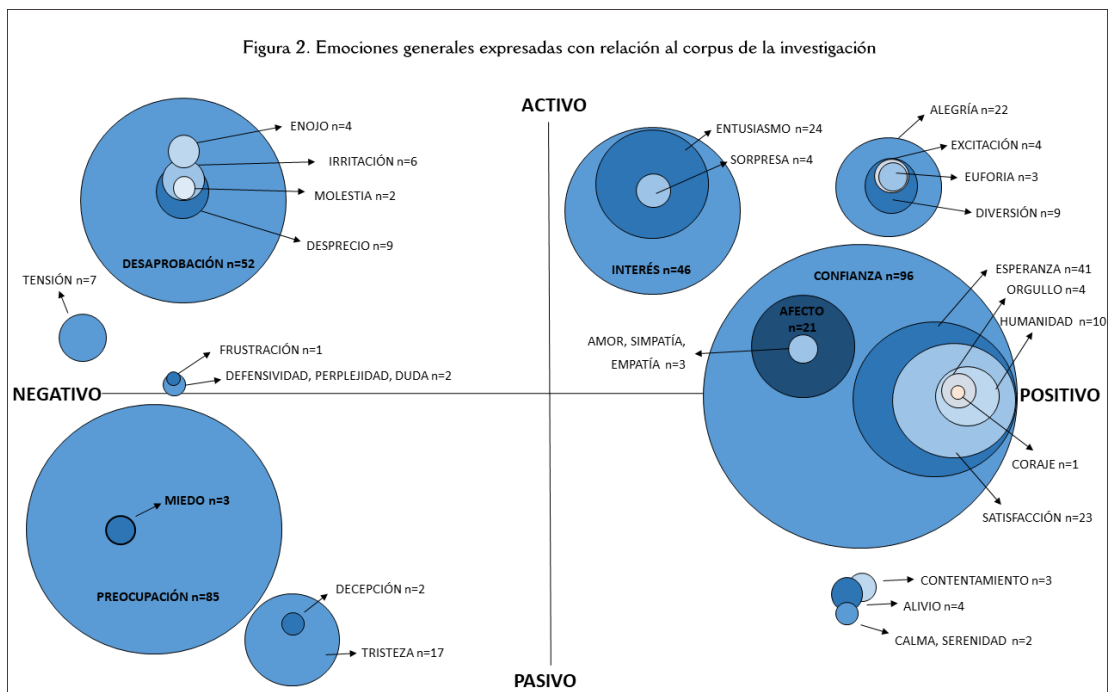 Figura 2. Emociones generales expresadas con relación al corpus de la investigación
ACTIVO
ENOJO n=4
IRRITACIÓN n=6
MOLESTIA n=2
DESPRECIO n=9
DESAPROBACIÓN n=52
TENSIÓN n=7
FRUSTRACIÓN n=1
DEFENSIVIDAD, PERPLEJIDAD, DUDA n=2
ENTUSIASMO n=24
SORPRESA n=4
INTERÉS n=46
ALEGRÍA n=22
EXCITACIÓN n=4
EUFORIA n=3
DIVERSIÓN n=9
CONFIANZA n=96
ESPERANZA n=41
ORGULLO n=4
HUMANIDAD n=10
AFECTO
n=21
AMOR, SIMPATÍA,
EMPATÍA n=3
NEGATIVO
POSITIVO
CORAJE n=1
SATISFACCIÓN n=23
MIEDO n=3
PREOCUPACIÓN n=85
DECEPCIÓN n=2
TRISTEZA n=17
CONTENTAMIENTO n=3
ALIVIO n=4
CALMA, SERENIDAD n=2
PASIVO